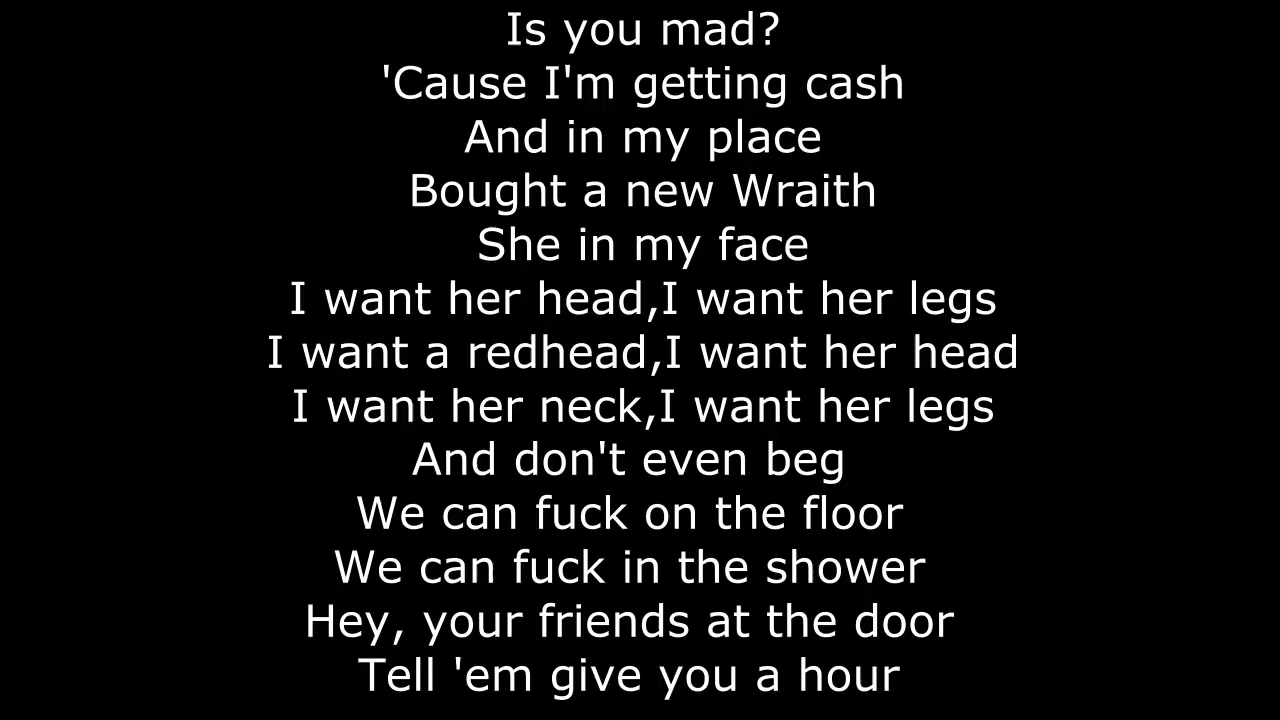 Is you mad?
'Cause I'm getting cash
And in my place
Bought a new Wraith
She in my face
I want her head,I want her legs
I want a redhead,I want her head
I want her neck,I want her legs
And don't even beg
We can fuck on the floor
We can fuck in the shower
Hey, your friends at the door
Tell 'em give you a hour